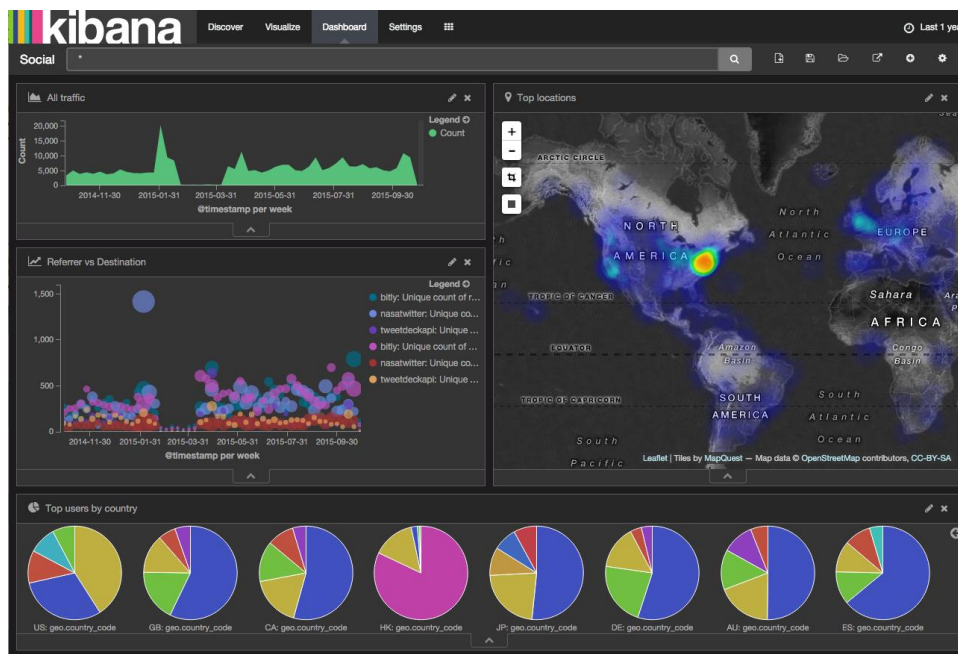 kibana
Discover Visualize Dashboard Settings
Last 1 yea
Social *
All traffic
Legend
Count
20,000
15,000
10,000
5,000
0
Count
2014-11-30 2015-01-31 2015-03-31 2015-05-31 2015-07-31 2015-09-30
@timestamp per week
Referrer vs Destination
Legend
bitly: Unique count of r...
nasatwitter: Unique co...
tweetdeckapi: Unique ...
bitly: Unique count of ...
nasatwitter: Unique co...
tweetdeckapi: Unique ...
1,500
1,000
500
0
2014-11-30 2015-01-31 2015-03-31 2015-05-31 2015-07-31 2015-09-30
@timestamp per week
Top locations
+
−
ARCTIC CIRCLE
NORTH
AMERICA
North
Atlantic
Ocean
EUROPE
TROPIC OF CANCER
Sahara
AFRICA
EQUATOR
Amazon
Basin
Congo
Basin
TROPIC OF CAPRICORN
SOUTH
AMERICA
South
Atlantic
Ocean
South
Pacific
Leaflet | Tiles by MapQuest — Map data © OpenStreetMap contributors, CC-BY-SA
Top users by country
US: geo.country_code GB: geo.country_code CA: geo.country_code HK: geo.country_code JP: geo.country_code DE: geo.country_code AU: geo.country_code ES: geo.country_code